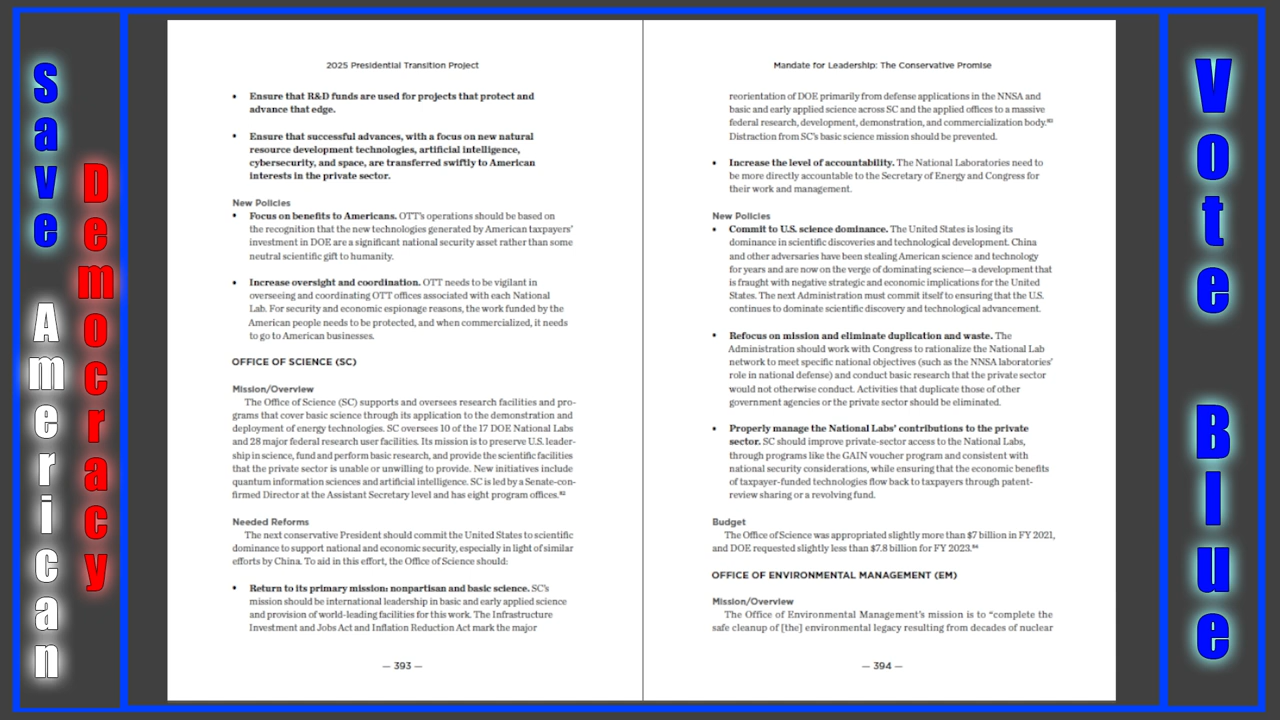 Save
American
Democracy
2025 Presidential Transition Project
• Ensure that R&D funds are used for projects that protect and
advance that edge.
• Ensure that successful advances, with a focus on new natural
resource development technologies, artificial intelligence,
cybersecurity, and space, are transferred swiftly to American
interests in the private sector.
New Policies
• Focus on benefits to Americans. OTT’s operations should be based on
the recognition that the new technologies generated by American taxpayers’
investment in DOE are a significant national security asset rather than some
neutral scientific gift to humanity.
• Increase oversight and coordination. OTT needs to be vigilant in
overseeing and coordinating OTT offices associated with each National
Lab. For security and economic espionage reasons, the work funded by the
American people needs to be protected, and when commercialized, it needs
to go to American businesses.
OFFICE OF SCIENCE (SC)
Mission/Overview
The Office of Science (SC) supports and oversees research facilities and pro-
grams that cover basic science through its application to the demonstration and
deployment of energy technologies. SC oversees 10 of the 17 DOE National Labs
and 28 major federal research user facilities. Its mission is to preserve U.S. leader-
ship in science, fund and perform basic research, and provide the scientific facilities
that the private sector is unable or unwilling to provide. New initiatives include
quantum information sciences and artificial intelligence. SC is led by a Senate-con-
firmed Director at the Assistant Secretary level and has eight program offices.⁸²
Needed Reforms
The next conservative President should commit the United States to scientific
dominance to support national and economic security, especially in light of similar
efforts by China. To aid in this effort, the Office of Science should:
• Return to its primary mission: nonpartisan and basic science. SC’s
mission should be international leadership in basic and early applied science
and provision of world-leading facilities for this work. The Infrastructure
Investment and Jobs Act and Inflation Reduction Act mark the major
— 393 —
Mandate for Leadership: The Conservative Promise
reorientation of DOE primarily from defense applications in the NNSA and
basic and early applied science across SC and the applied offices to a massive
federal research, development, demonstration, and commercialization body.⁸³
Distraction from SC’s basic science mission should be prevented.
• Increase the level of accountability. The National Laboratories need to
be more directly accountable to the Secretary of Energy and Congress for
their work and management.
New Policies
• Commit to U.S. science dominance. The United States is losing its
dominance in scientific discoveries and technological development. China
and other adversaries have been stealing American science and technology
for years and are now on the verge of dominating science—a development that
is fraught with negative strategic and economic implications for the United
States. The next Administration must commit itself to ensuring that the U.S.
continues to dominate scientific discovery and technological advancement.
• Refocus on mission and eliminate duplication and waste. The
Administration should work with Congress to rationalize the National Lab
network to meet specific national objectives (such as the NNSA laboratories’
role in national defense) and conduct basic research that the private sector
would not otherwise conduct. Activities that duplicate those of other
government agencies or the private sector should be eliminated.
• Properly manage the National Labs’ contributions to the private
sector. SC should improve private-sector access to the National Labs,
through programs like the GAIN voucher program and consistent with
national security considerations, while ensuring that the economic benefits
of taxpayer-funded technologies flow back to taxpayers through patent-
review sharing or a revolving fund.
Budget
The Office of Science was appropriated slightly more than $7 billion in FY 2021,
and DOE requested slightly less than $7.8 billion for FY 2023.⁸⁴
OFFICE OF ENVIRONMENTAL MANAGEMENT (EM)
Mission/Overview
The Office of Environmental Management’s mission is to “complete the
safe cleanup of [the] environmental legacy resulting from decades of nuclear
— 394 —
Vote
Blue